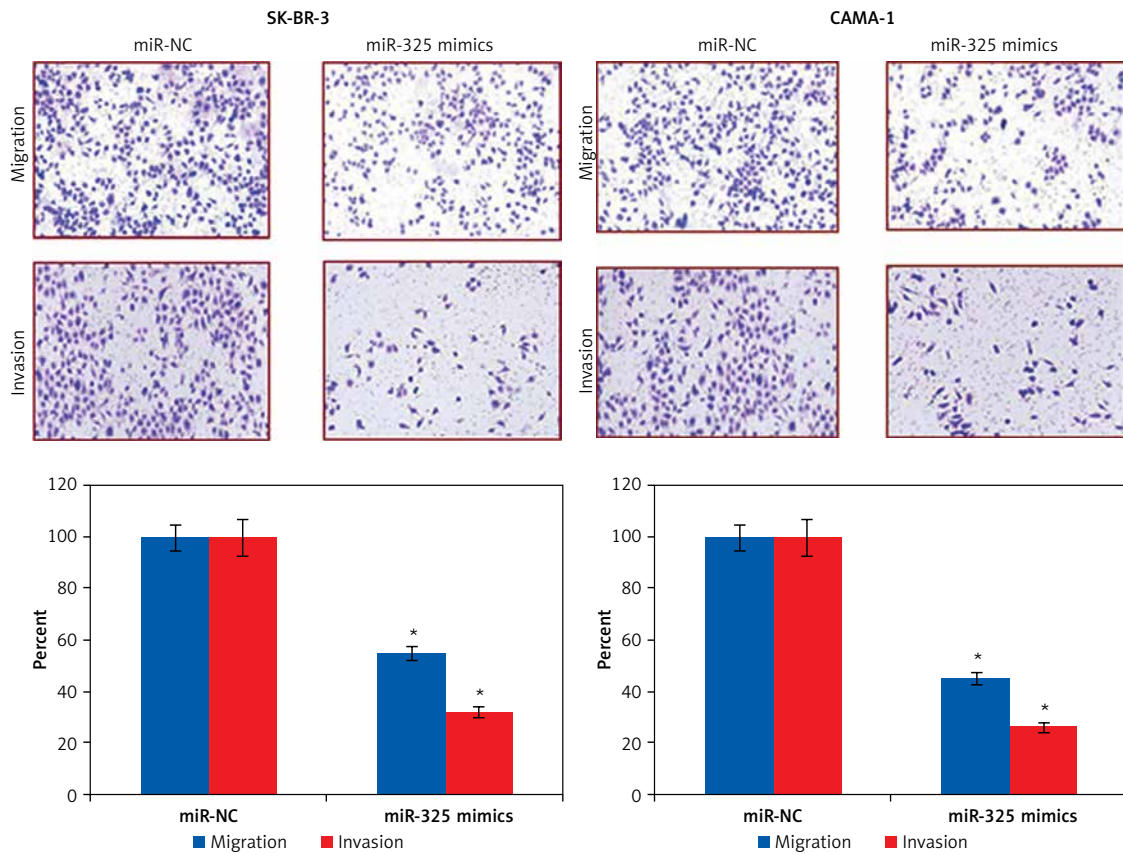 SK-BR-3
miR-NC
miR-325 mimics
Migration
Invasion
CAMA-1
miR-NC
miR-325 mimics
Migration
Invasion
Percent
120
100
80
60
40
20
0
*
*
miR-NC
miR-325 mimics
Migration
Invasion
Percent
120
100
80
60
40
20
0
*
*
miR-NC
miR-325 mimics
Migration
Invasion